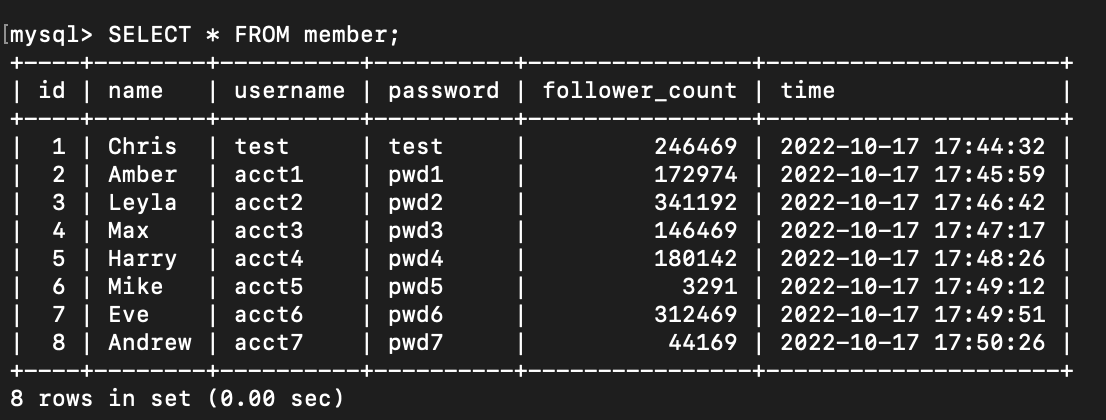 [mysql> SELECT * FROM member;
+----+--------+----------+----------+----------------+---------------------+
| id | name   | username | password | follower_count | time                |
+----+--------+----------+----------+----------------+---------------------+
|  1 | Chris  | test     | test     |         246469 | 2022-10-17 17:44:32 |
|  2 | Amber  | acct1    | pwd1     |         172974 | 2022-10-17 17:45:59 |
|  3 | Leyla  | acct2    | pwd2     |         341192 | 2022-10-17 17:46:42 |
|  4 | Max    | acct3    | pwd3     |         146469 | 2022-10-17 17:47:17 |
|  5 | Harry  | acct4    | pwd4     |         180142 | 2022-10-17 17:48:26 |
|  6 | Mike   | acct5    | pwd5     |           3291 | 2022-10-17 17:49:12 |
|  7 | Eve    | acct6    | pwd6     |         312469 | 2022-10-17 17:49:51 |
|  8 | Andrew | acct7    | pwd7     |          44169 | 2022-10-17 17:50:26 |
+----+--------+----------+----------+----------------+---------------------+
8 rows in set (0.00 sec)